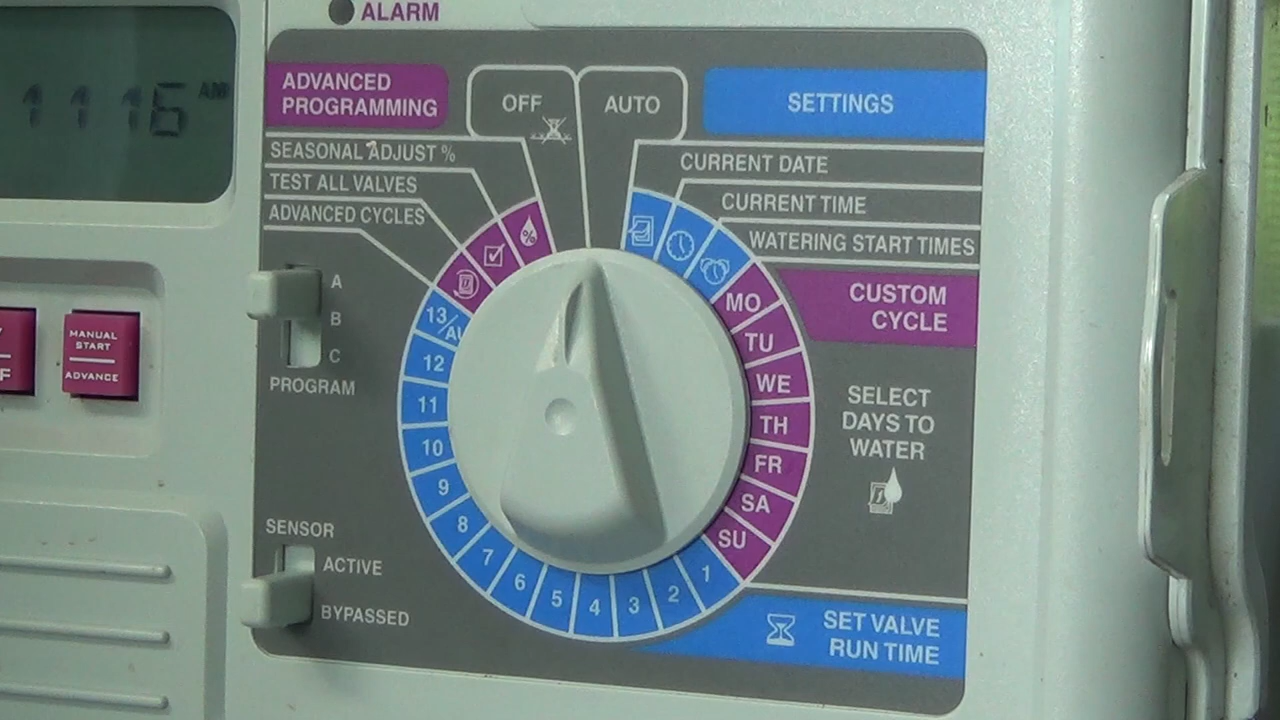 ALARM
11 16 AM
ADVANCED
PROGRAMMING
OFF
AUTO
SETTINGS
SEASONAL ADJUST %
TEST ALL VALVES
ADVANCED CYCLES
CURRENT DATE
CURRENT TIME
WATERING START TIMES
%
CUSTOM
CYCLE
MO
TU
WE
TH
FR
SA
SU
SELECT
DAYS TO
WATER
A
B
C
PROGRAM
MANUAL
START
ADVANCE
F
13/AU
12
11
10
9
8
7
6
5
4
3
2
1
SENSOR
ACTIVE
BYPASSED
SET VALVE
RUN TIME